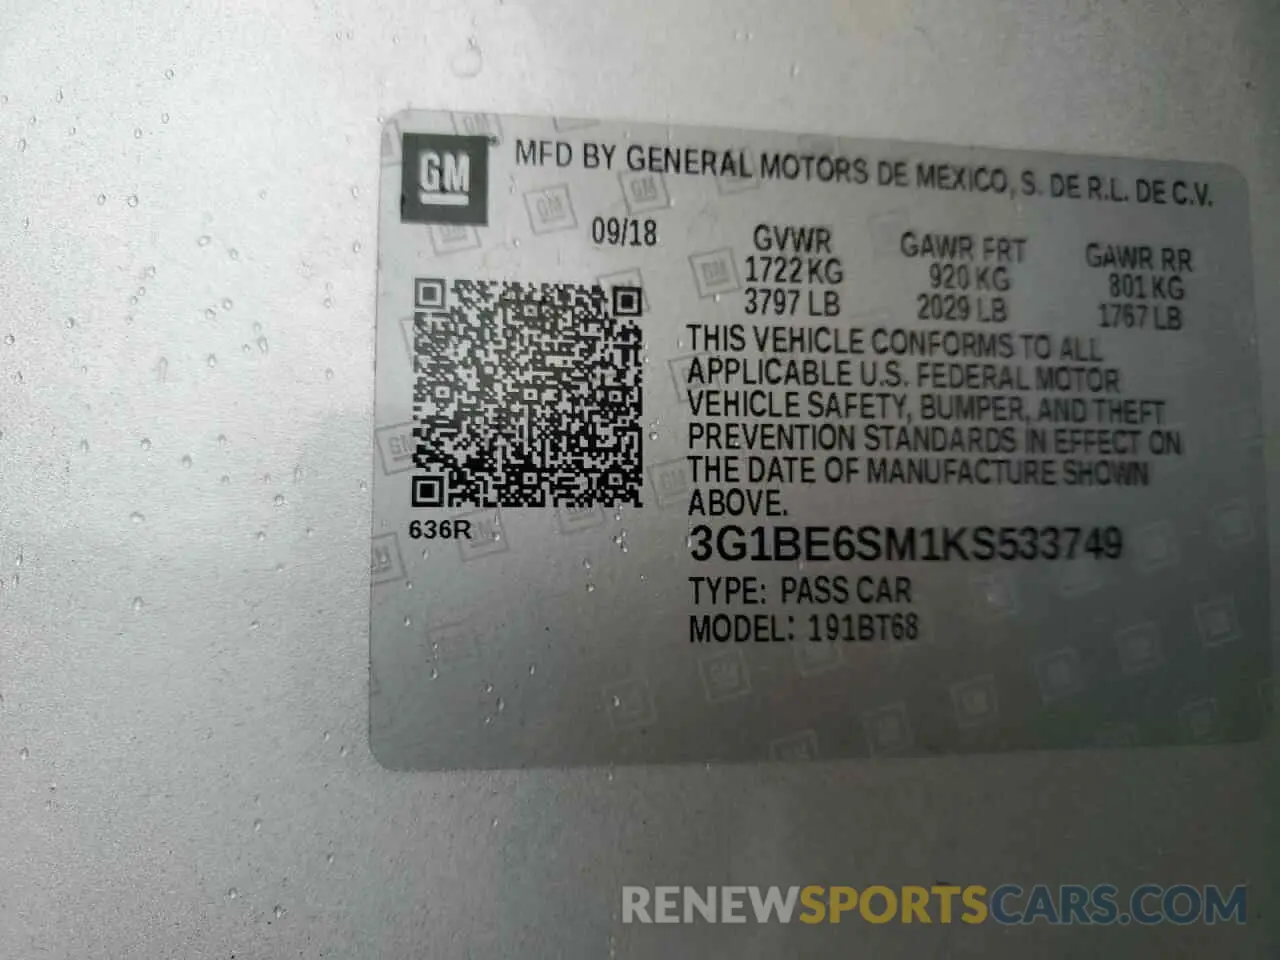 GM
MFD BY GENERAL MOTORS DE MEXICO, S. DE R.L. DE C.V.
09/18
GVWR GAWR FRT GAWR RR
1722 KG 920 KG 801 KG
3797 LB 2029 LB 1767 LB
THIS VEHICLE CONFORMS TO ALL
APPLICABLE U.S. FEDERAL MOTOR
VEHICLE SAFETY, BUMPER, AND THEFT
PREVENTION STANDARDS IN EFFECT ON
THE DATE OF MANUFACTURE SHOWN
ABOVE.
636R
3G1BE6SM1KS533749
TYPE: PASS CAR
MODEL: 191BT68
RENEWSPORTSCARS.COM